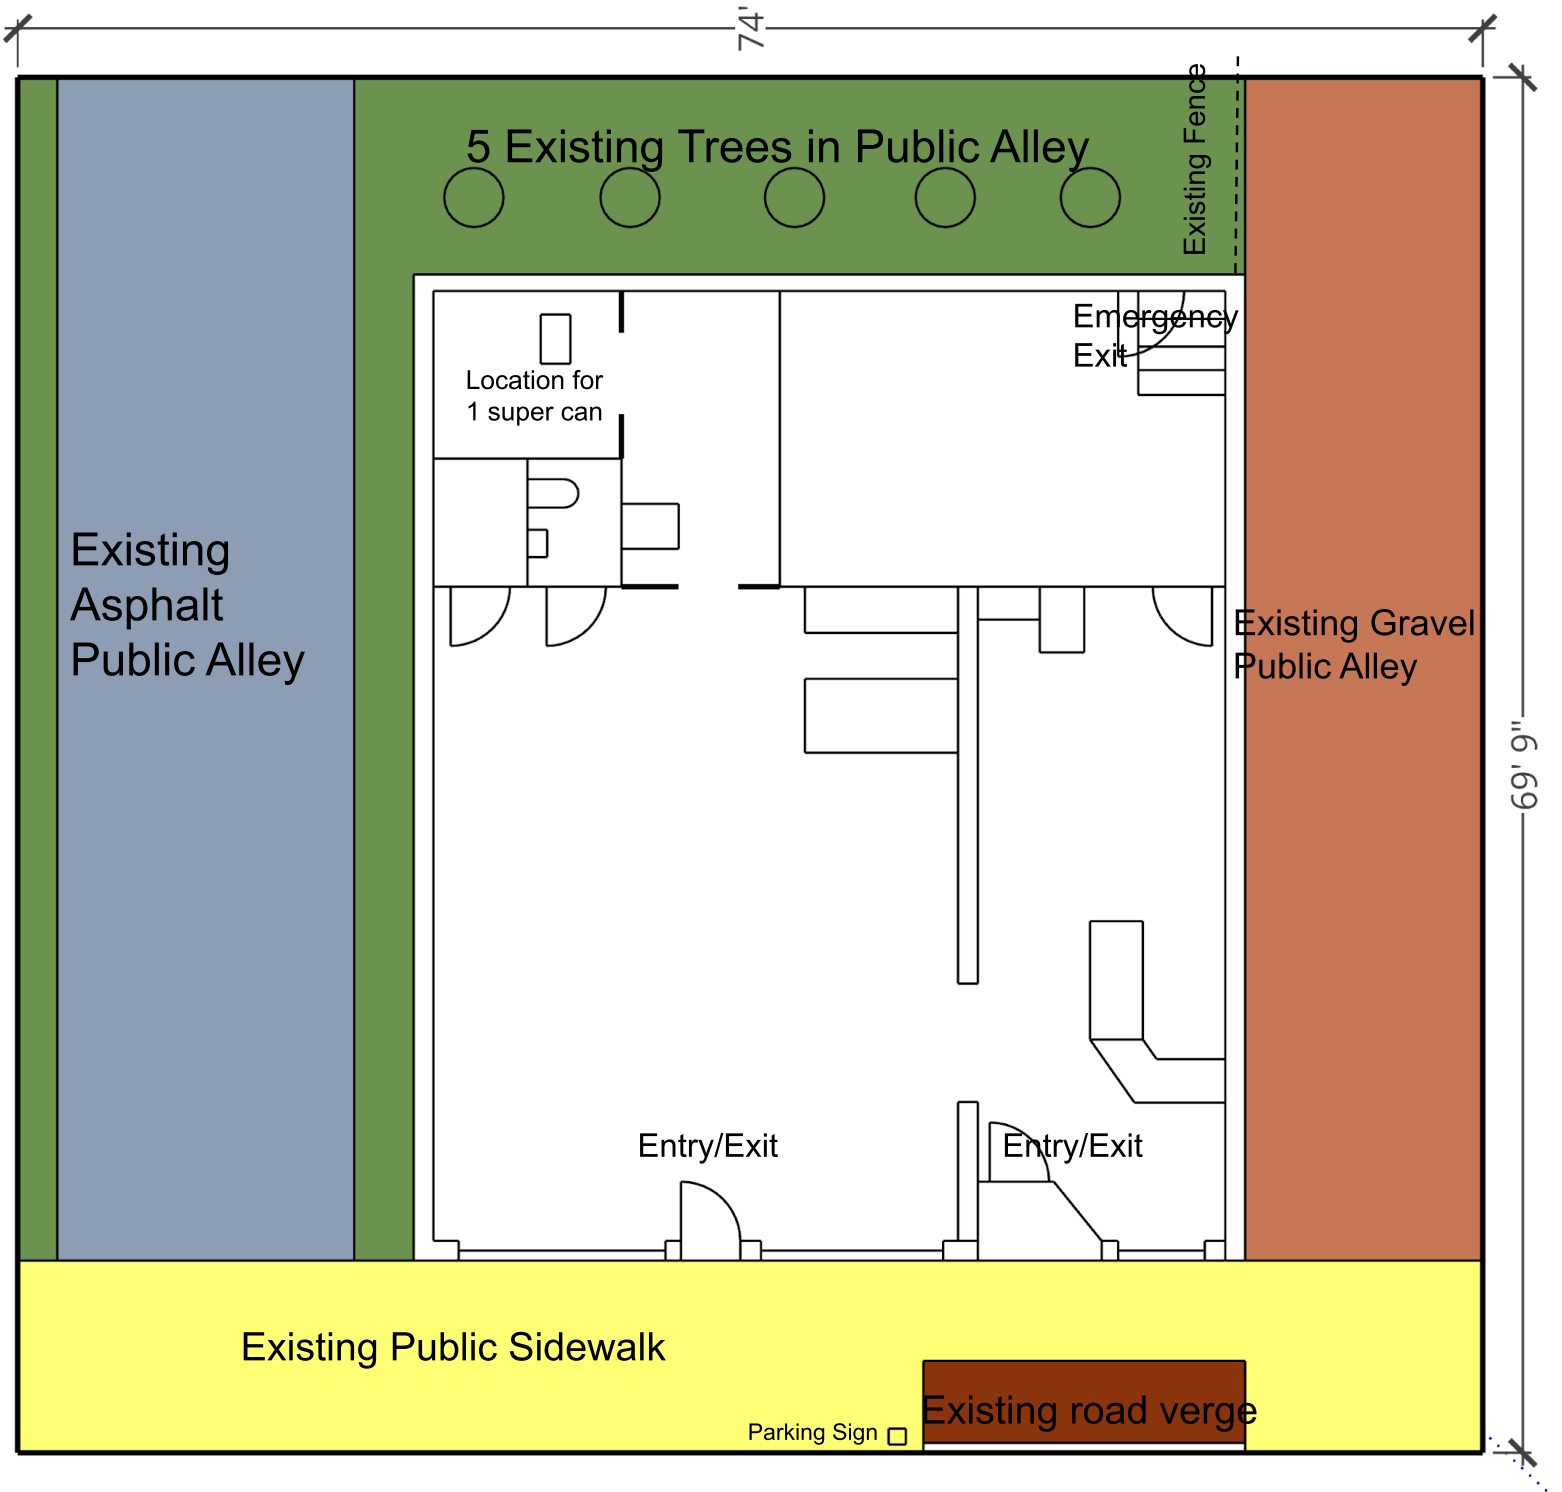 74'
5 Existing Trees in Public Alley
Existing Fence
Emergency
Exit
Location for
1 super can
Existing
Asphalt
Public Alley
Existing Gravel
Public Alley
69' 9"
Entry/Exit
Entry/Exit
Existing Public Sidewalk
Existing road verge
Parking Sign